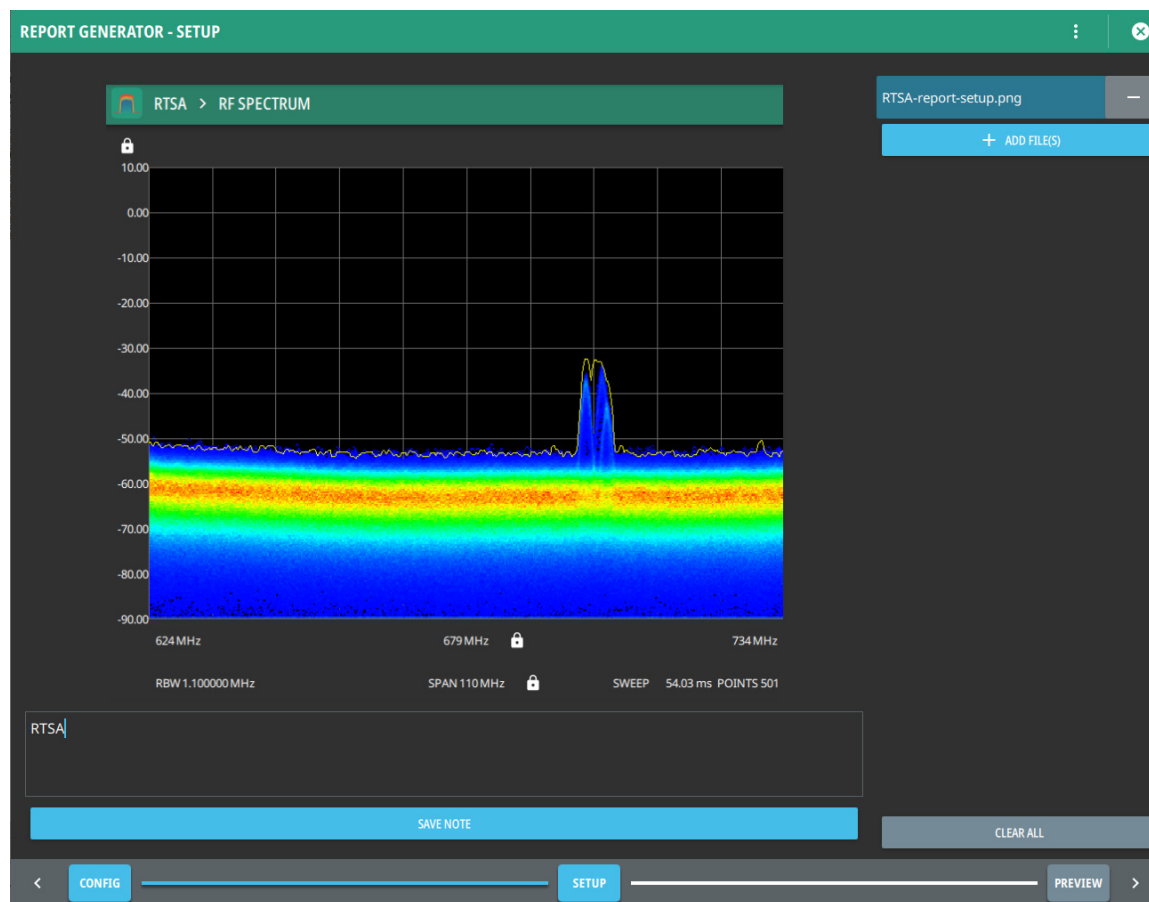 REPORT GENERATOR - SETUP
RTSA > RF SPECTRUM
RTSA-report-setup.png
+ ADD FILE(S)
10.00
0.00
-10.00
-20.00
-30.00
-40.00
-50.00
-60.00
-70.00
-80.00
-90.00
624 MHz 679 MHz 734 MHz
RBW 1.100000 MHz SPAN 110 MHz SWEEP 54.03 ms POINTS 501
RTSA
SAVE NOTE
CLEAR ALL
CONFIG SETUP PREVIEW